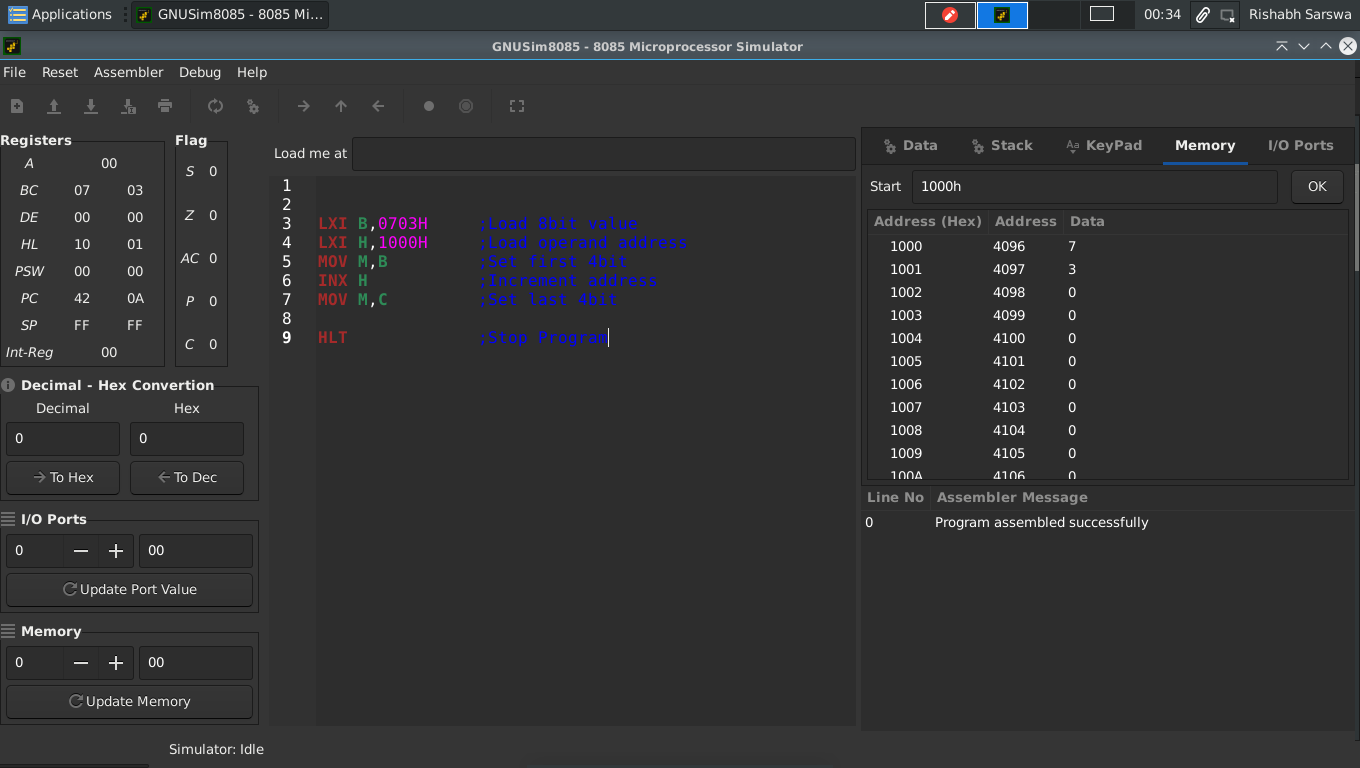 Applications
GNUSim8085 - 8085 Mi...
00:34
Rishabh Sarswa
GNUSim8085 - 8085 Microprocessor Simulator
File Reset Assembler Debug Help
Registers
A 00
BC 07 03
DE 00 00
HL 10 01
PSW 00 00
PC 42 0A
SP FF FF
Int-Reg 00
Flag
S 0
Z 0
AC 0
P 0
C 0
Decimal - Hex Convertion
Decimal Hex
0 0
To Hex To Dec
I/O Ports
0 00
Update Port Value
Memory
0 00
Update Memory
Load me at
1
2
3 LXI B,0703H ;Load 8bit value
4 LXI H,1000H ;Load operand address
5 MOV M,B ;Set first 4bit
6 INX H ;Increment address
7 MOV M,C ;Set last 4bit
8
9 HLT ;Stop Program
Data Stack KeyPad Memory I/O Ports
Start 1000h OK
Address (Hex) Address Data
1000 4096 7
1001 4097 3
1002 4098 0
1003 4099 0
1004 4100 0
1005 4101 0
1006 4102 0
1007 4103 0
1008 4104 0
1009 4105 0
100A 4106 0
Line No Assembler Message
0 Program assembled successfully
Simulator: Idle